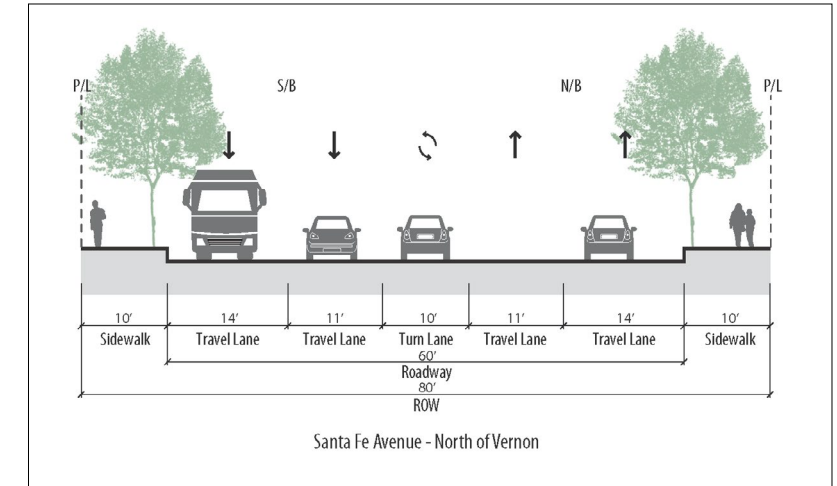 P/L S/B N/B P/L
10' 14' 11' 10' 11' 14' 10'
Sidewalk Travel Lane Travel Lane Turn Lane Travel Lane Travel Lane Sidewalk
60'
Roadway
80'
ROW
Santa Fe Avenue - North of Vernon